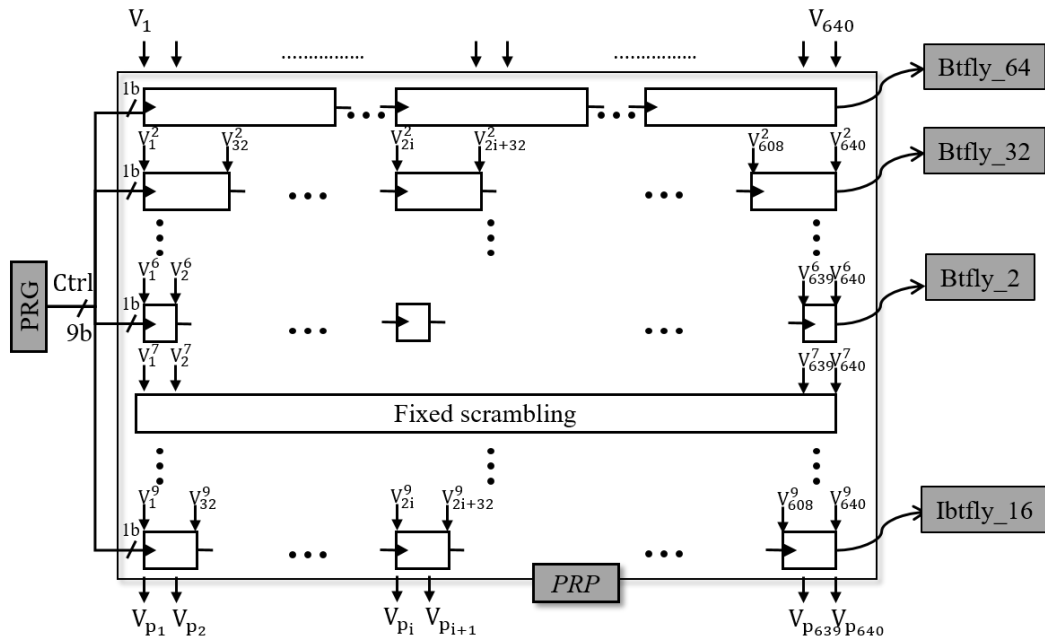 V₁ V₆₄₀
Btfly_64
1b
V₁² V₃₂² V₂ᵢ² V₂ᵢ₊₃₂² V₆₀₈² V₆₄₀²
Btfly_32
1b
V₁⁶ V₂⁶ V₆₃₉⁶ V₆₄₀⁶
Btfly_2
PRG
Ctrl
9b
1b
V₁⁷ V₂⁷ V₆₃₉⁷ V₆₄₀⁷
Fixed scrambling
V₁⁹ V₃₂⁹ V₂ᵢ⁹ V₂ᵢ₊₃₂⁹ V₆₀₈⁹ V₆₄₀⁹
Ibtfly_16
1b
PRP
Vₚ₁ Vₚ₂ Vₚᵢ Vₚᵢ₊₁ Vₚ₆₃₉ Vₚ₆₄₀